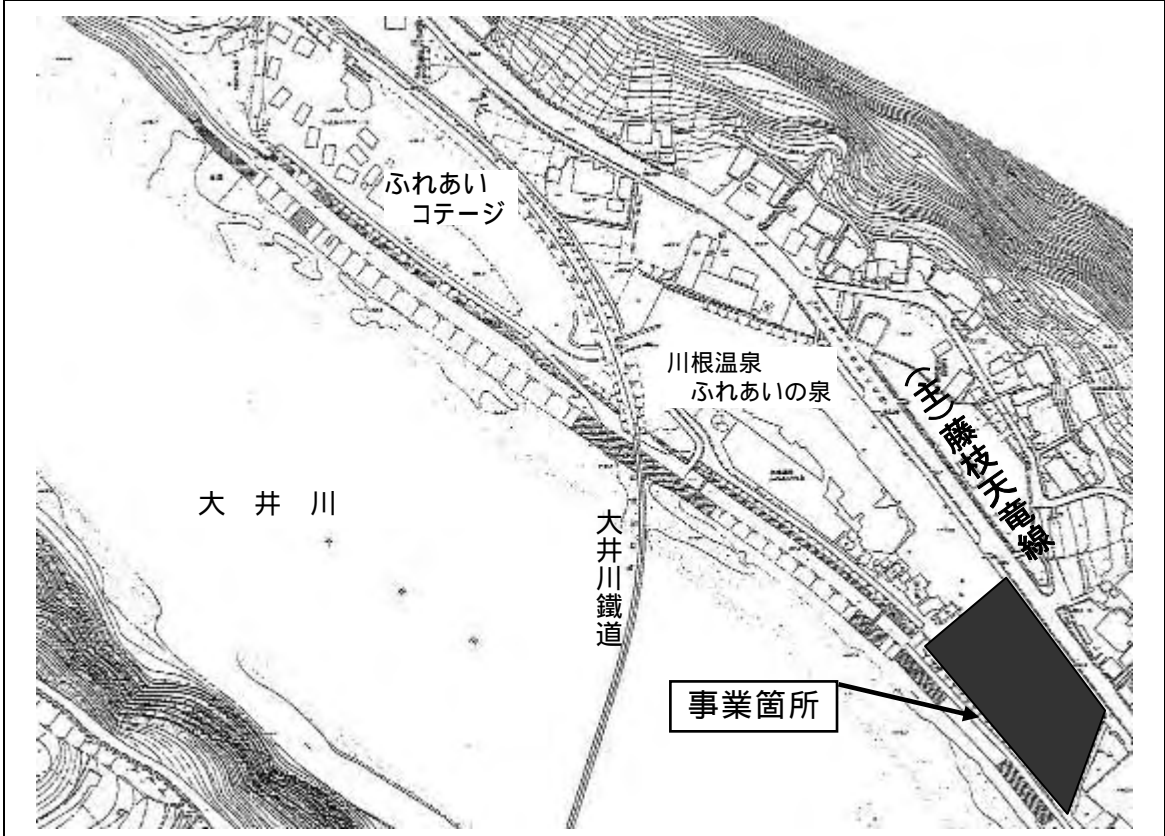 ふれあい
コテージ
川根温泉
ふれあいの泉
(主)藤枝天竜線
大井川
大井川鐵道
事業箇所